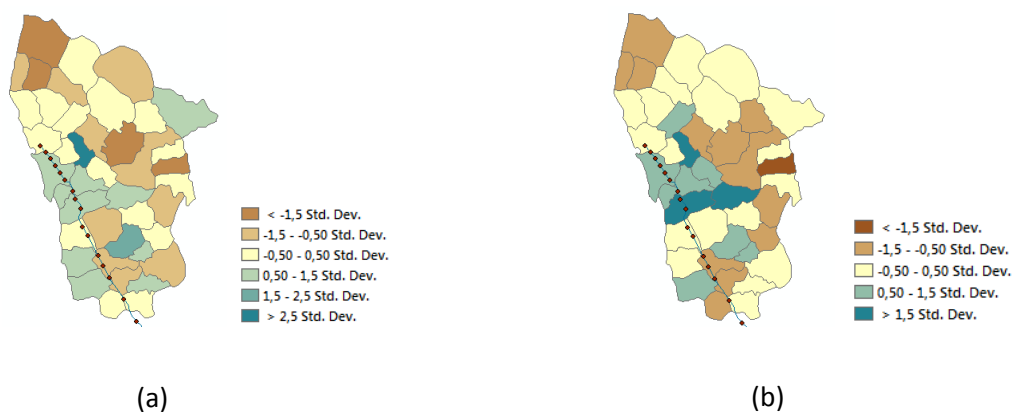 < -1,5 Std. Dev.
-1,5 - -0,50 Std. Dev.
-0,50 - 0,50 Std. Dev.
0,50 - 1,5 Std. Dev.
1,5 - 2,5 Std. Dev.
> 2,5 Std. Dev.
(a)
< -1,5 Std. Dev.
-1,5 - -0,50 Std. Dev.
-0,50 - 0,50 Std. Dev.
0,50 - 1,5 Std. Dev.
> 1,5 Std. Dev.
(b)